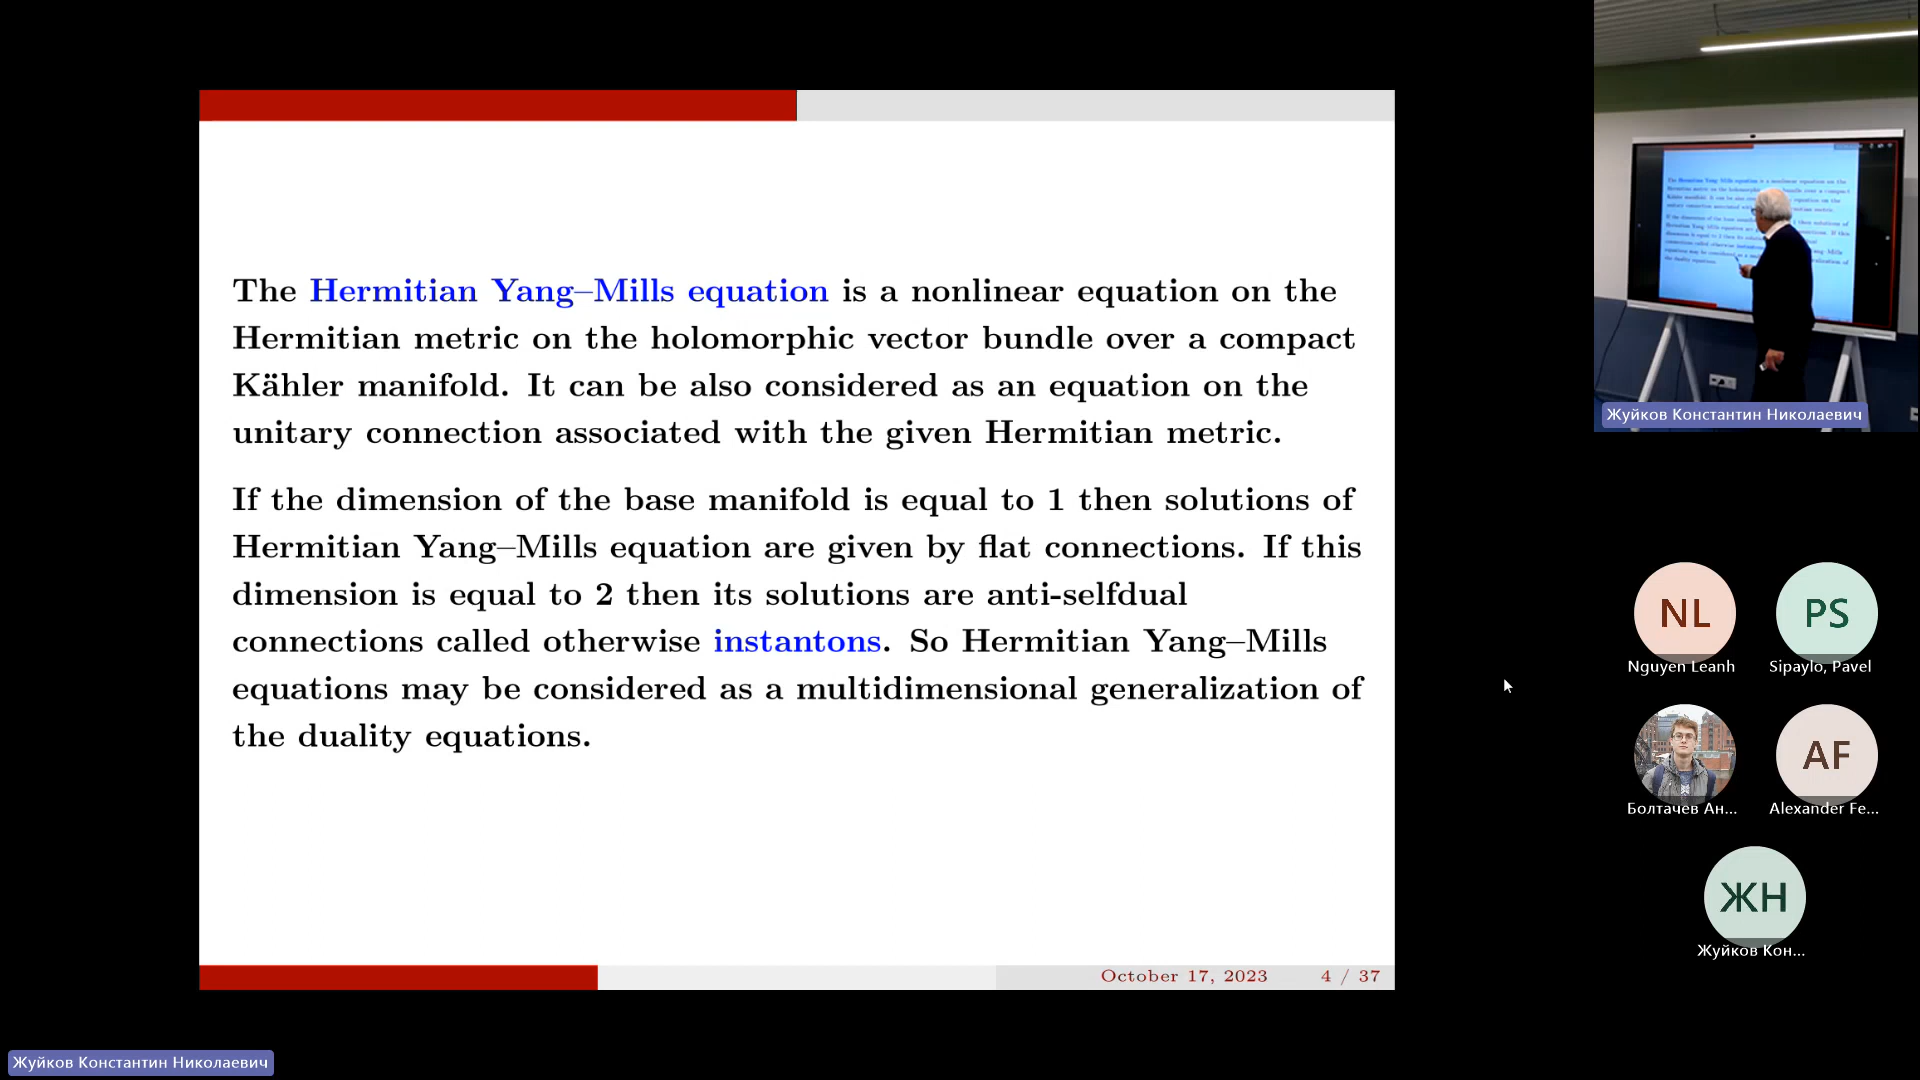 The Hermitian Yang–Mills equation is a nonlinear equation on the
Hermitian metric on the holomorphic vector bundle over a compact
Kähler manifold. It can be also considered as an equation on the
unitary connection associated with the given Hermitian metric.
If the dimension of the base manifold is equal to 1 then solutions of
Hermitian Yang–Mills equation are given by flat connections. If this
dimension is equal to 2 then its solutions are anti-selfdual
connections called otherwise instantons. So Hermitian Yang–Mills
equations may be considered as a multidimensional generalization of
the duality equations.
October 17, 2023 4 / 37
Жуйков Константин Николаевич
NL
Nguyen Leanh
PS
Sipaylo, Pavel
Болтачев Ан...
AF
Alexander Fe...
ЖН
Жуйков Кон...
Жуйков Константин Николаевич